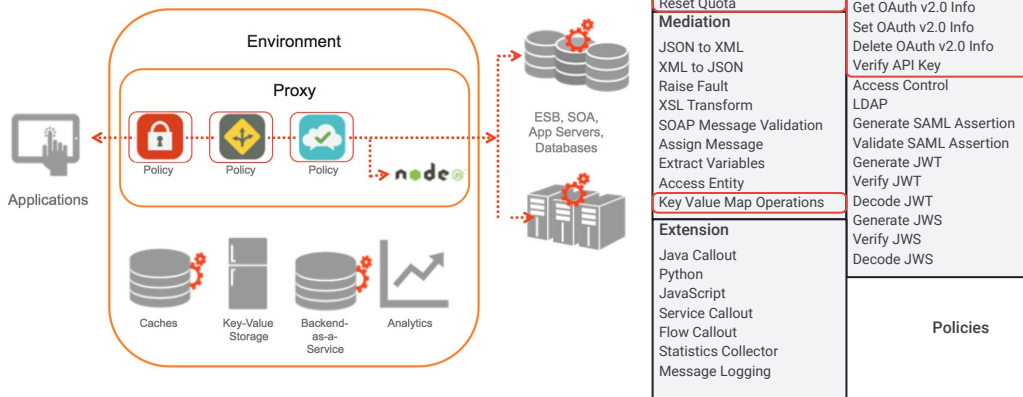 Environment
Proxy
Policy
Policy
Policy
node
Applications
ESB, SOA,
App Servers,
Databases
Caches
Key-Value
Storage
Backend-
as-a-
Service
Analytics
Reset Quota
Mediation
JSON to XML
XML to JSON
Raise Fault
XSL Transform
SOAP Message Validation
Assign Message
Extract Variables
Access Entity
Key Value Map Operations
Extension
Java Callout
Python
JavaScript
Service Callout
Flow Callout
Statistics Collector
Message Logging
Get OAuth v2.0 Info
Set OAuth v2.0 Info
Delete OAuth v2.0 Info
Verify API Key
Access Control
LDAP
Generate SAML Assertion
Validate SAML Assertion
Generate JWT
Verify JWT
Decode JWT
Generate JWS
Verify JWS
Decode JWS
Policies